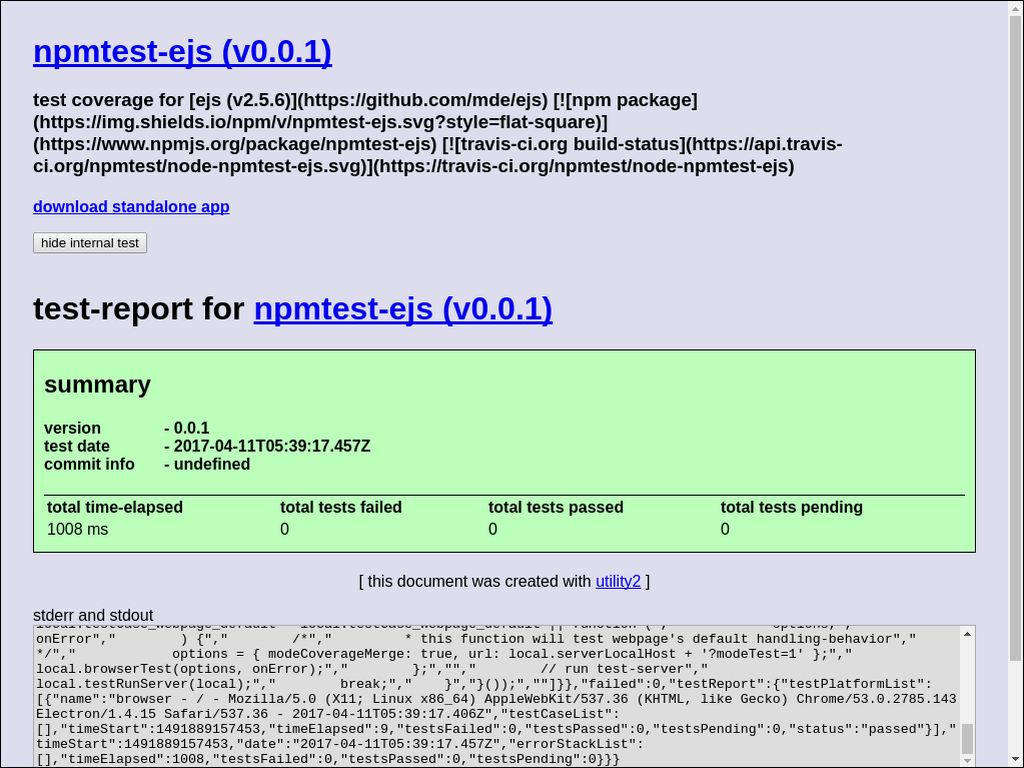 npmtest-ejs (v0.0.1)
test coverage for [ejs (v2.5.6)](https://github.com/mde/ejs) [![npm package]
(https://img.shields.io/npm/v/npmtest-ejs.svg?style=flat-square)]
(https://www.npmjs.org/package/npmtest-ejs) [![travis-ci.org build-status](https://api.travis-
ci.org/npmtest/node-npmtest-ejs.svg)](https://travis-ci.org/npmtest/node-npmtest-ejs)
download standalone app
hide internal test
test-report for npmtest-ejs (v0.0.1)
summary
version - 0.0.1
test date - 2017-04-11T05:39:17.457Z
commit info - undefined
total time-elapsed total tests failed total tests passed total tests pending
1008 ms 0 0 0
[ this document was created with utility2 ]
stderr and stdout
onError","        ) {","        /*","         * this function will test webpage's default handling-behavior","
*/","            options = { modeCoverageMerge: true, url: local.serverLocalHost + '?modeTest=1' };","
local.browserTest(options, onError);","        };","","        // run test-server","
local.testRunServer(local);","        break;","    }","}());",""]}},"failed":0,"testReport":{"testPlatformList":
[{"name":"browser - / - Mozilla/5.0 (X11; Linux x86_64) AppleWebKit/537.36 (KHTML, like Gecko) Chrome/53.0.2785.143
Electron/1.4.15 Safari/537.36 - 2017-04-11T05:39:17.406Z","testCaseList":
[],"timeStart":1491889157453,"timeElapsed":9,"testsFailed":0,"testsPassed":0,"testsPending":0,"status":"passed"}],"
timeStart":1491889157453,"date":"2017-04-11T05:39:17.457Z","errorStackList":
[],"timeElapsed":1008,"testsFailed":0,"testsPassed":0,"testsPending":0}}}